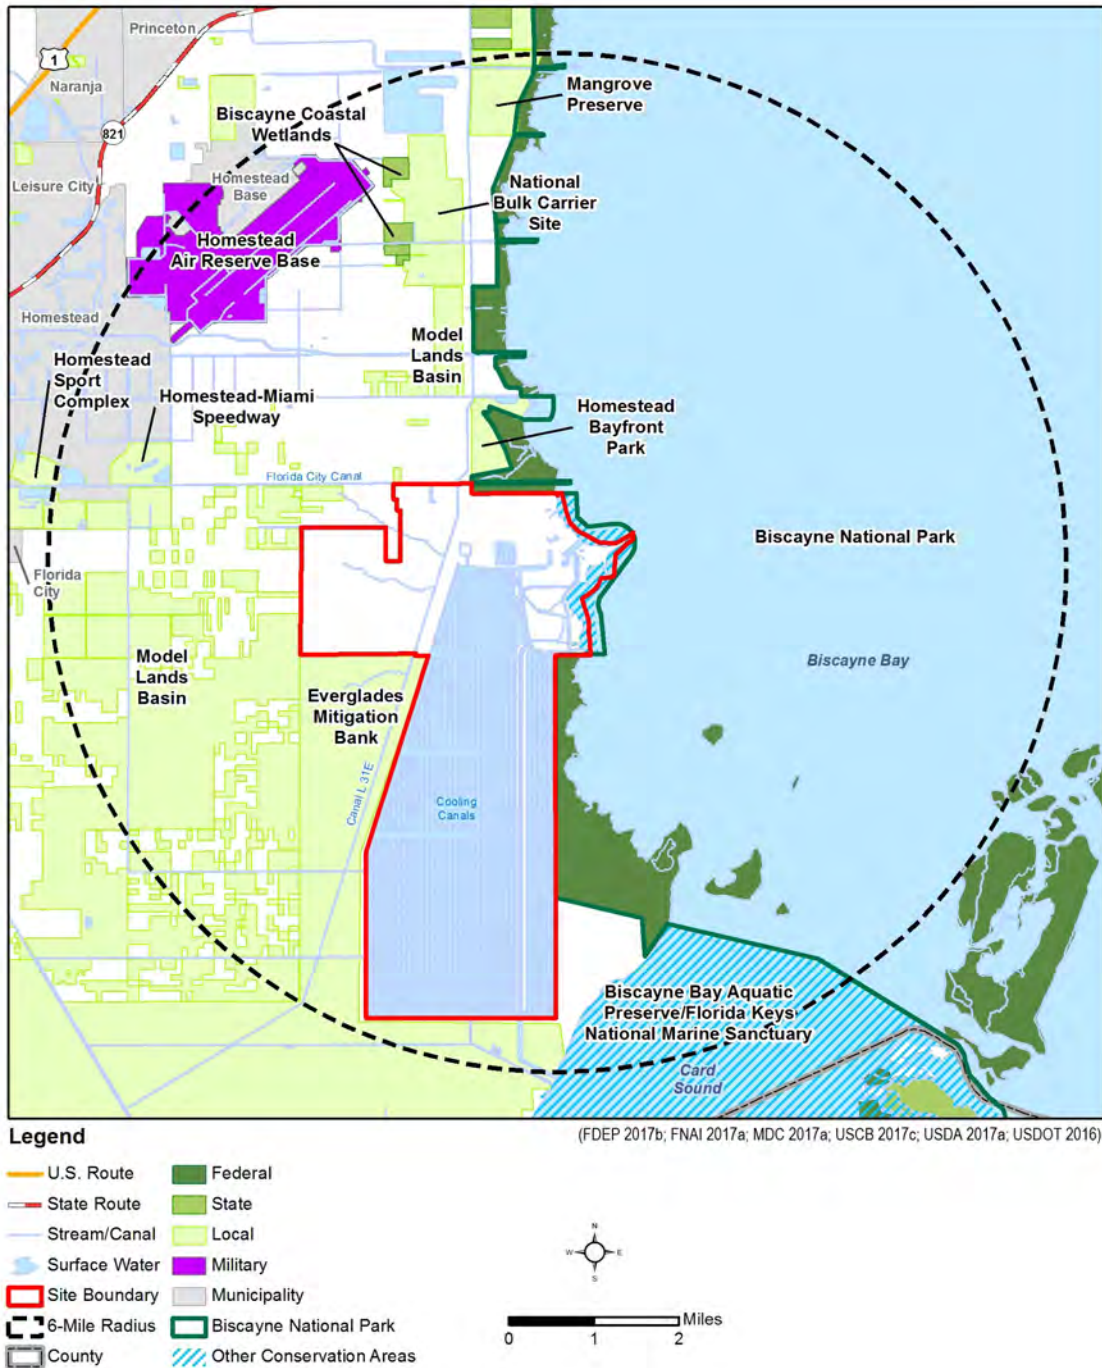 Princeton
1
Naranja
Mangrove
Preserve
Biscayne Coastal
Wetlands
821
Leisure City
Homestead
Base
National
Bulk Carrier
Site
Homestead
Air Reserve Base
Homestead
Model
Lands
Basin
Homestead
Sport
Complex
Homestead-Miami
Speedway
Homestead
Bayfront
Park
Florida City Canal
Biscayne National Park
Florida
City
Model
Lands
Basin
Biscayne Bay
Everglades
Mitigation
Bank
Canal L 31E
Cooling
Canals
Biscayne Bay Aquatic
Preserve/Florida Keys
National Marine Sanctuary
Card
Sound
Legend
(FDEP 2017b; FNAI 2017a; MDC 2017a; USCB 2017c; USDA 2017a; USDOT 2016)
U.S. Route
Federal
State Route
State
Stream/Canal
Local
Surface Water
Military
Site Boundary
Municipality
6-Mile Radius
Biscayne National Park
County
Other Conservation Areas
N
W E
S
Miles
0 1 2